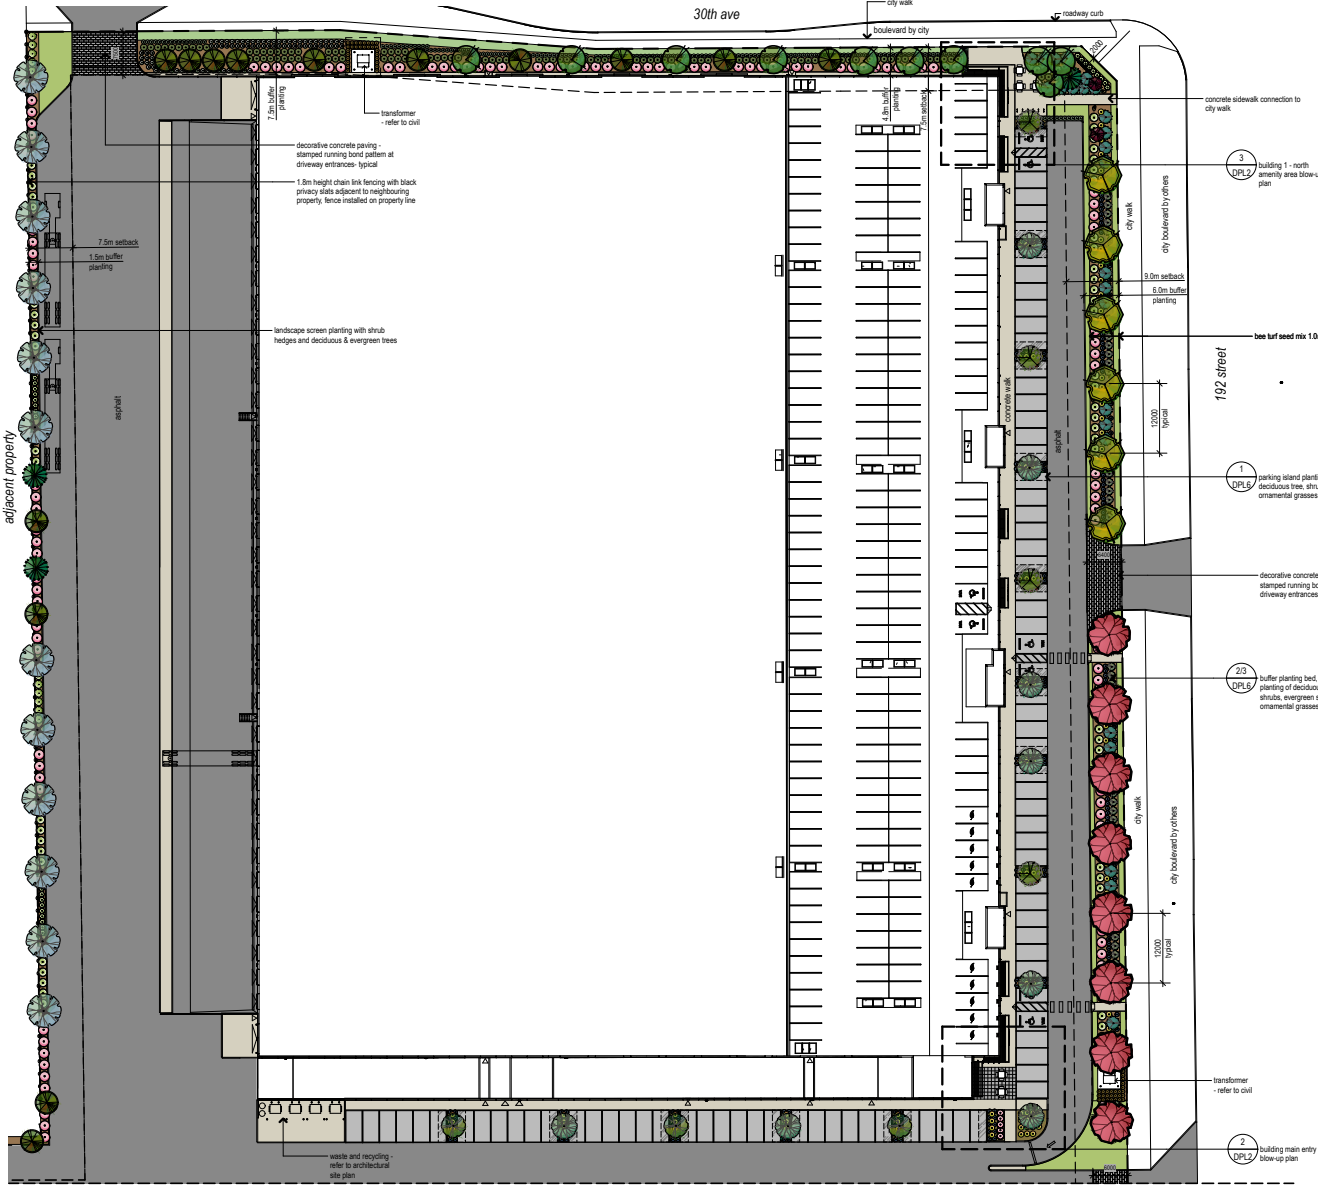 30th ave
city walk
roadway curb
boulevard by city
2000
7.5m buffer
planting
transformer
- refer to civil
4.8m buffer
planting
7.5m setback
concrete sidewalk connection to
city walk
decorative concrete paving -
stamped running bond pattern at
driveway entrances- typical
1.8m height chain link fencing with black
privacy slats adjacent to neighbouring
property, fence installed on property line
3
DPL2
building 1 - north
amenity area blow-u
plan
city walk
city boulevard by others
7.5m setback
1.5m buffer
planting
9.0m setback
6.0m buffer
planting
landscape screen planting with shrub
hedges and deciduous & evergreen trees
bee turf seed mix 1.0
192 street
asphalt
concrete walk
asphalt
12000
typical
adjacent property
1
DPL6
parking island planti
deciduous tree, shru
ornamental grasses
6400
decorative concrete
stamped running bo
driveway entrances
2/3
DPL6
buffer planting bed,
planting of deciduou
shrubs, evergreen s
ornamental grasses
city walk
city boulevard by others
12000
typical
transformer
- refer to civil
2
DPL2
building main entry
blow-up plan
waste and recycling -
refer to architectural
site plan
6000